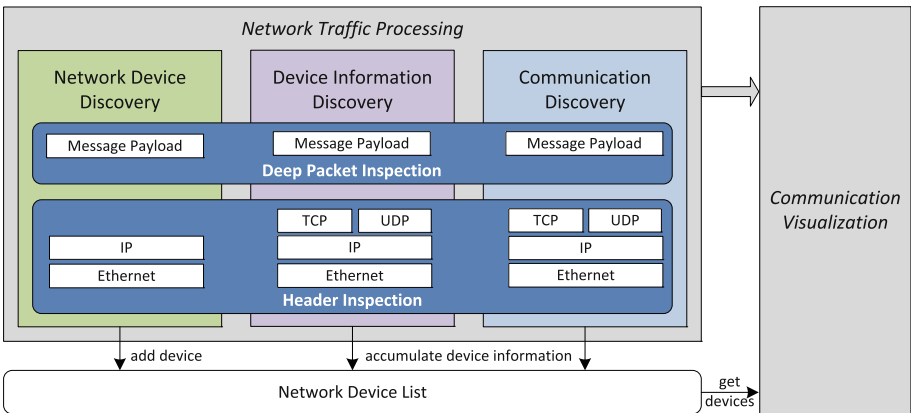 Network Traffic Processing
Network Device
Discovery
Device Information
Discovery
Communication
Discovery
Message Payload
Message Payload
Message Payload
Deep Packet Inspection
TCP
UDP
TCP
UDP
IP
IP
IP
Ethernet
Ethernet
Ethernet
Header Inspection
add device
accumulate device information
Network Device List
get
devices
Communication
Visualization